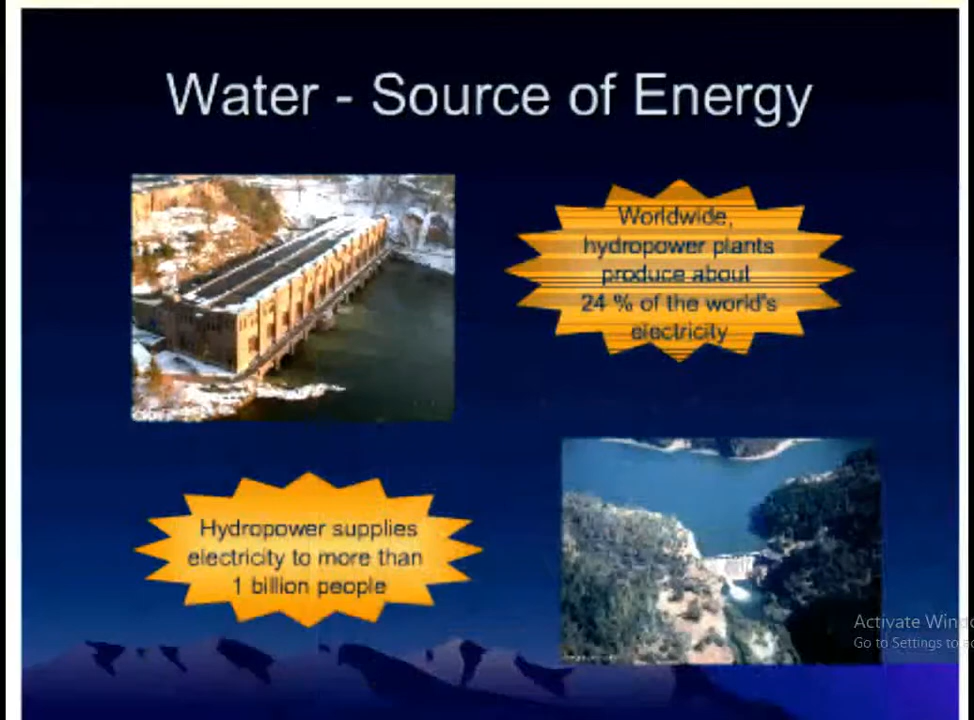 Water - Source of Energy
Worldwide,
hydropower plants
produce about
24 % of the world's
electricity
Hydropower supplies
electricity to more than
1 billion people
Activate Win
Go to Settings to